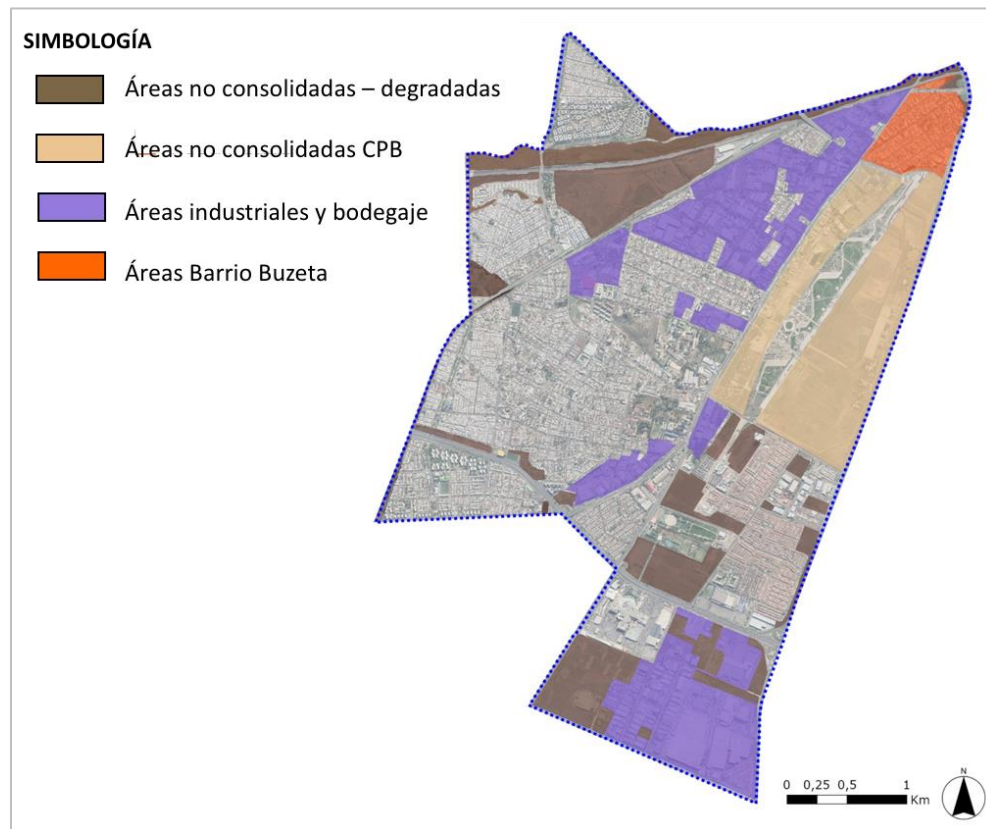 SIMBOLOGÍA
Áreas no consolidadas – degradadas
Áreas no consolidadas CPB
Áreas industriales y bodegaje
Áreas Barrio Buzeta
0 0,25 0,5 1
Km
N